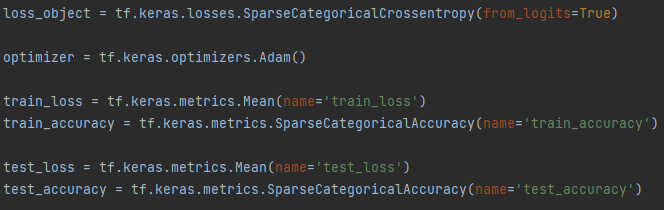 loss_object = tf.keras.losses.SparseCategoricalCrossentropy(from_logits=True)
optimizer = tf.keras.optimizers.Adam()
train_loss = tf.keras.metrics.Mean(name='train_loss')
train_accuracy = tf.keras.metrics.SparseCategoricalAccuracy(name='train_accuracy')
test_loss = tf.keras.metrics.Mean(name='test_loss')
test_accuracy = tf.keras.metrics.SparseCategoricalAccuracy(name='test_accuracy')